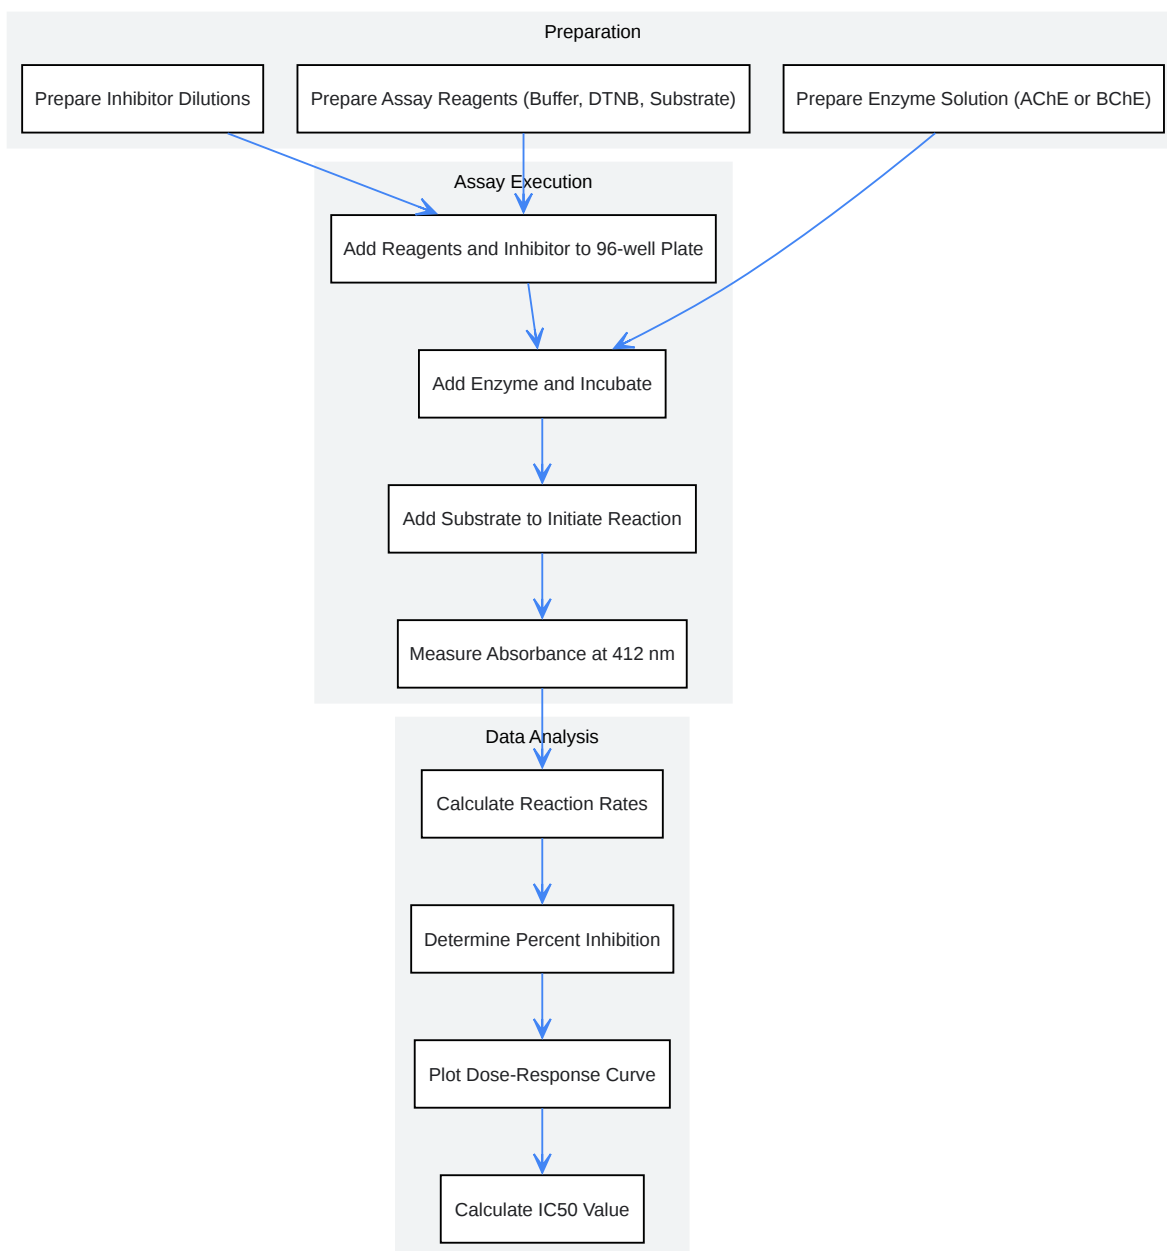 Preparation
Prepare Inhibitor Dilutions
Prepare Assay Reagents (Buffer, DTNB, Substrate)
Prepare Enzyme Solution (AChE or BChE)
Assay Execution
Add Reagents and Inhibitor to 96-well Plate
Add Enzyme and Incubate
Add Substrate to Initiate Reaction
Measure Absorbance at 412 nm
Data Analysis
Calculate Reaction Rates
Determine Percent Inhibition
Plot Dose-Response Curve
Calculate IC50 Value